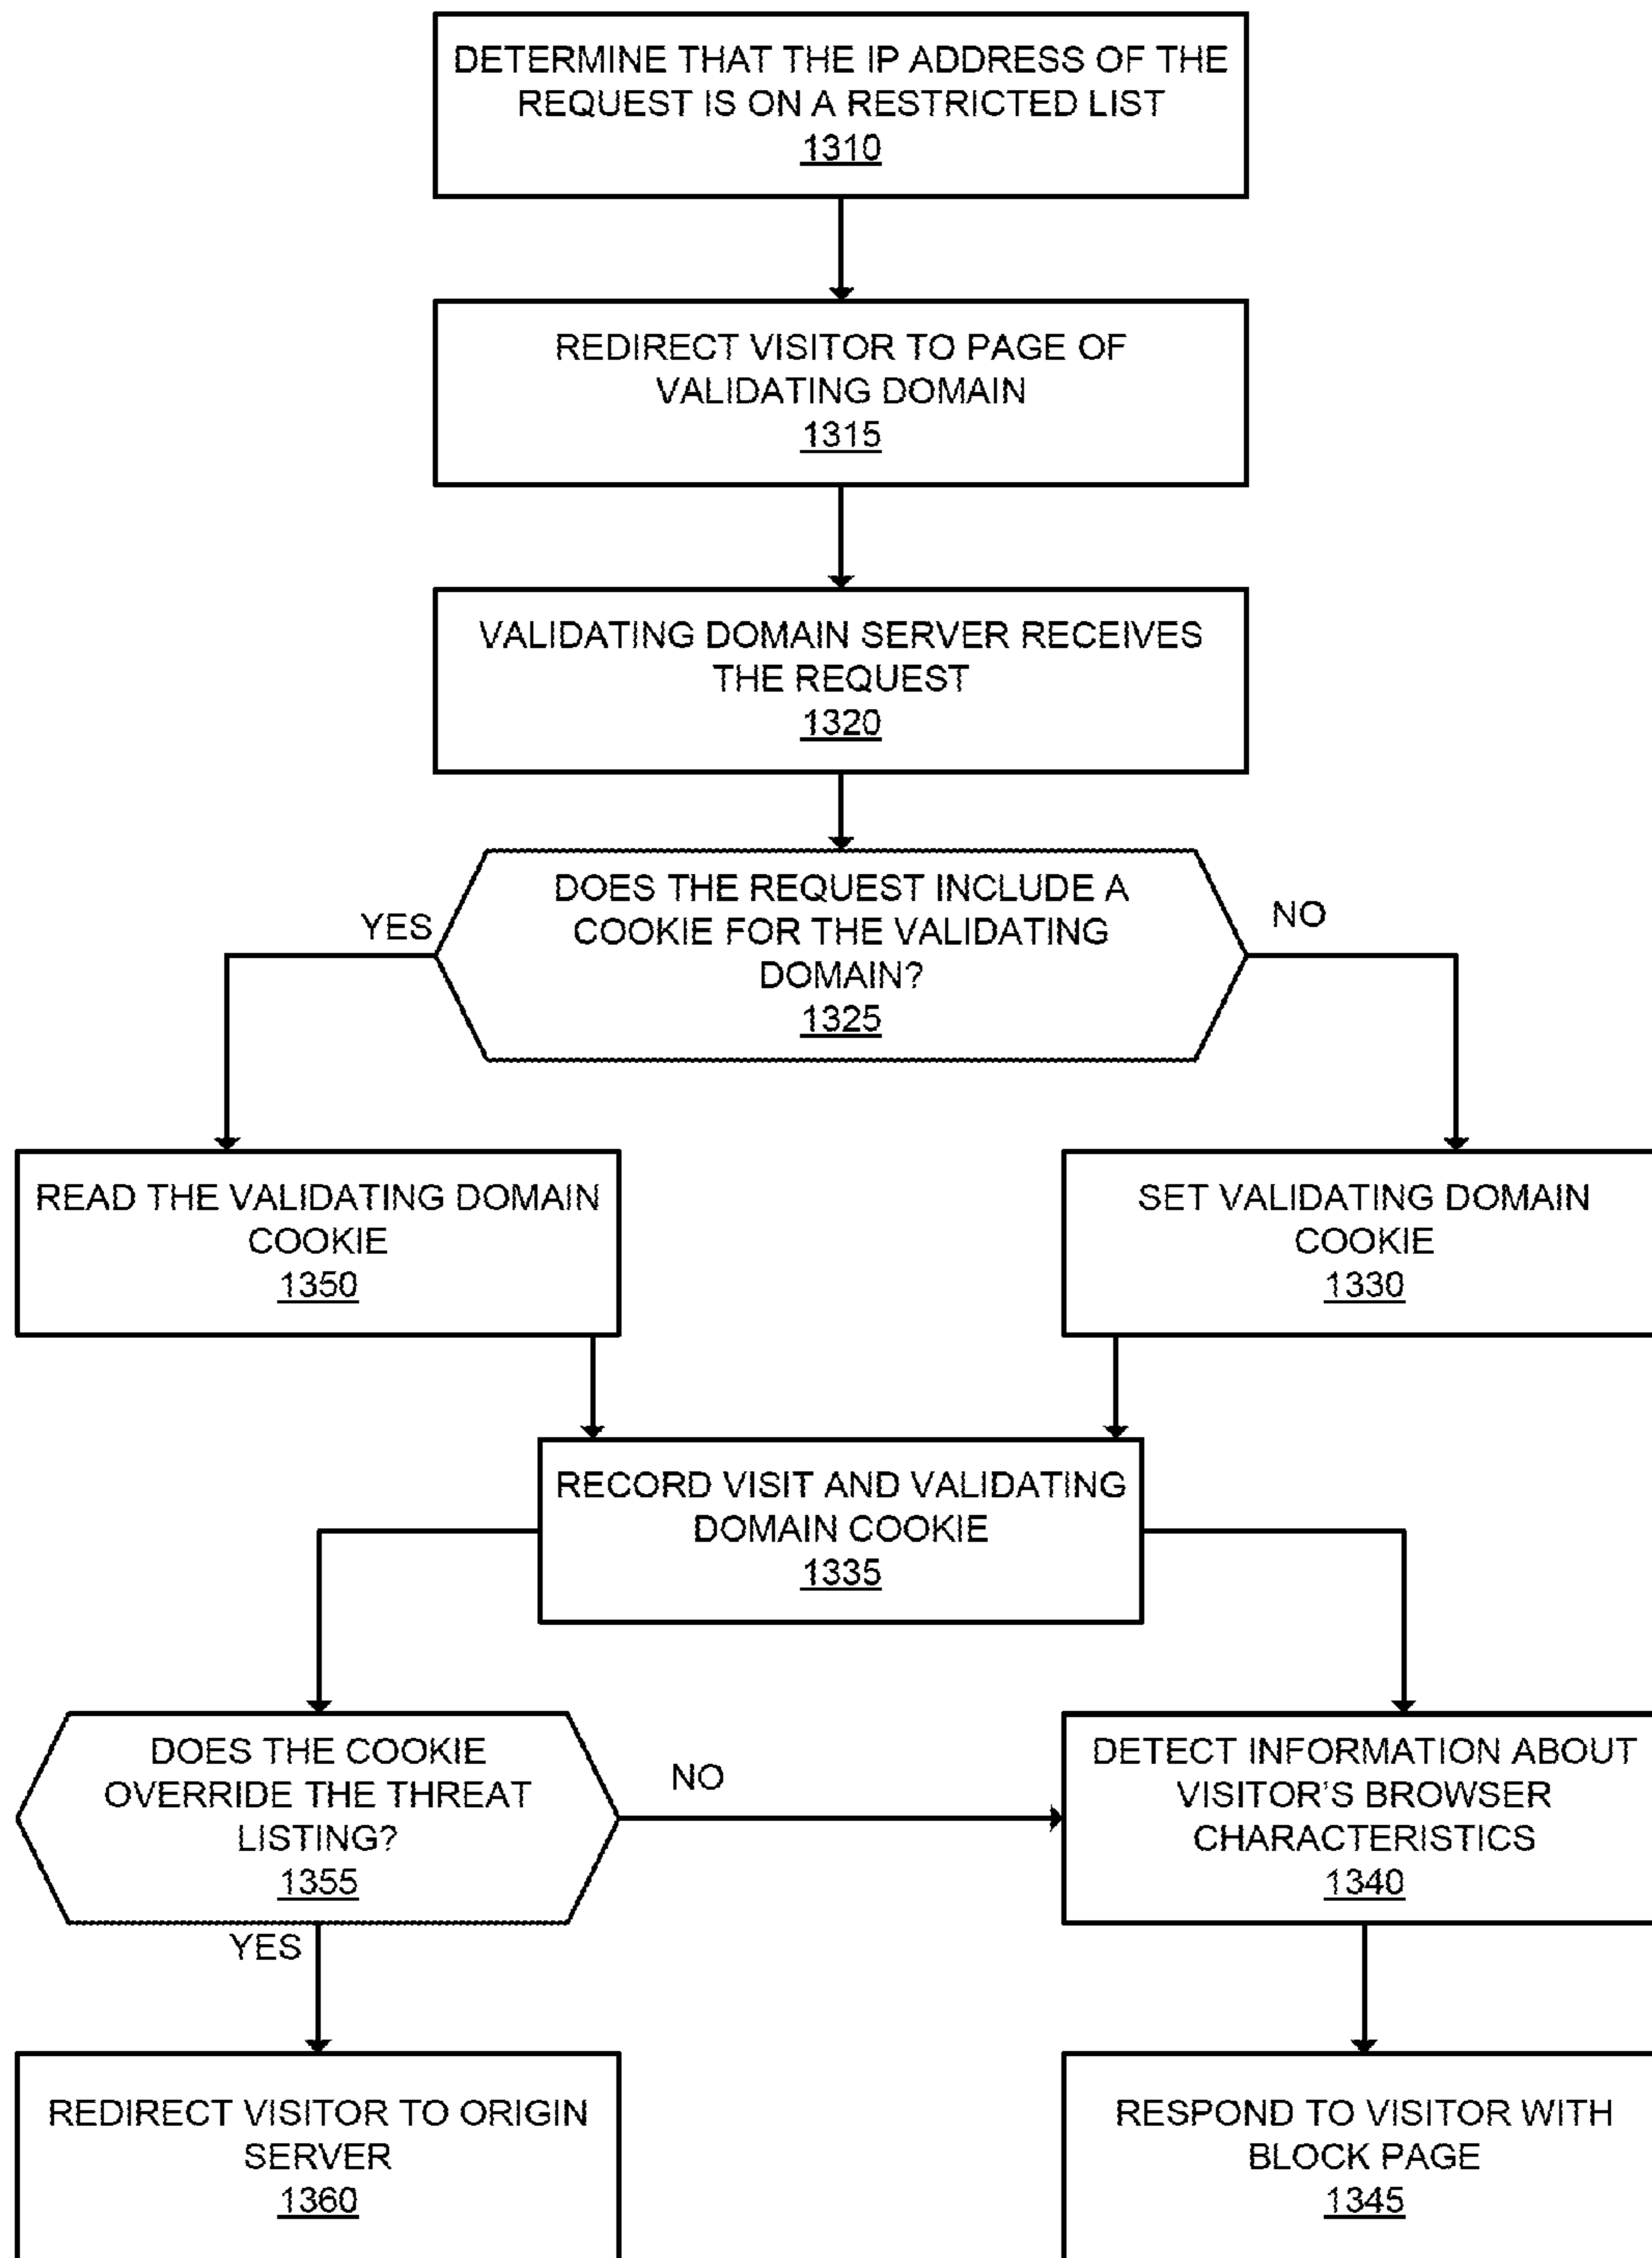 DETERMINE THAT THE IP ADDRESS OF THE
REQUEST IS ON A RESTRICTED LIST
1310
REDIRECT VISITOR TO PAGE OF
VALIDATING DOMAIN
1315
VALIDATING DOMAIN SERVER RECEIVES
THE REQUEST
1320
DOES THE REQUEST INCLUDE A
COOKIE FOR THE VALIDATING
DOMAIN?
1325
YES
NO
READ THE VALIDATING DOMAIN
COOKIE
1350
SET VALIDATING DOMAIN
COOKIE
1330
RECORD VISIT AND VALIDATING
DOMAIN COOKIE
1335
DOES THE COOKIE
OVERRIDE THE THREAT
LISTING?
1355
NO
YES
DETECT INFORMATION ABOUT
VISITOR'S BROWSER
CHARACTERISTICS
1340
REDIRECT VISITOR TO ORIGIN
SERVER
1360
RESPOND TO VISITOR WITH
BLOCK PAGE
1345